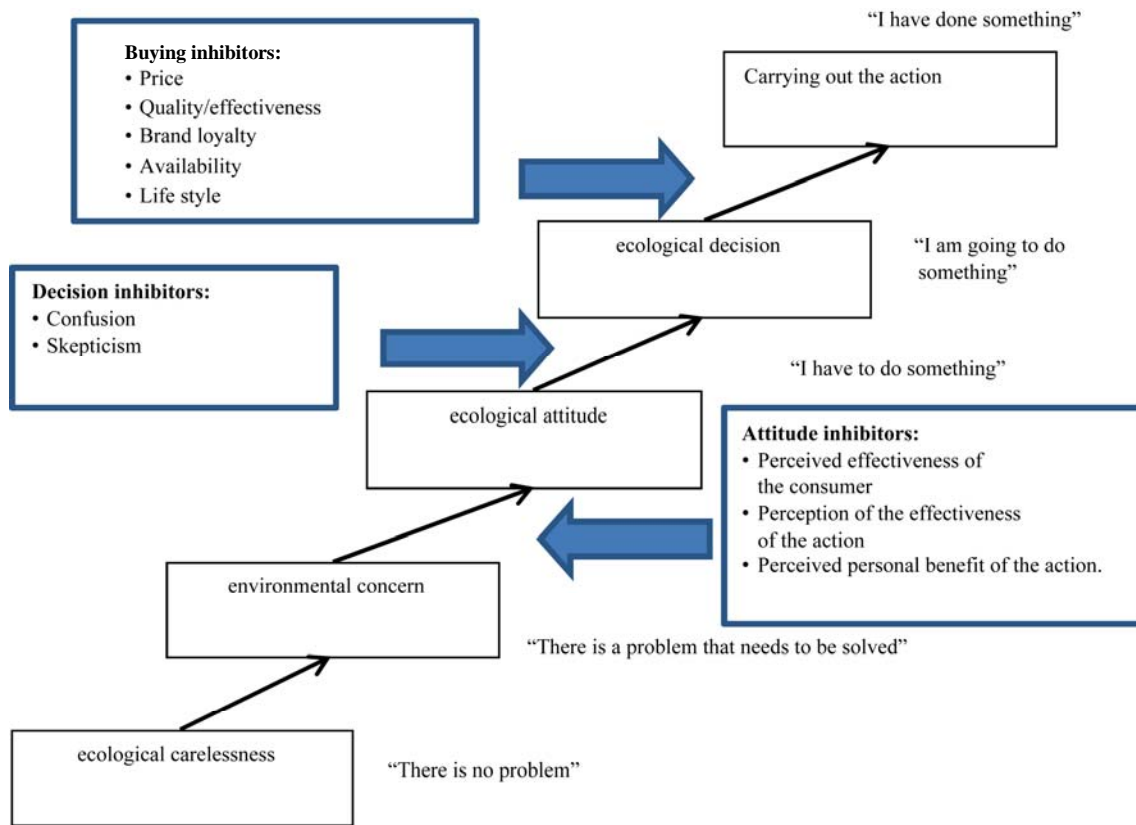 “I have done something”
Buying inhibitors:
• Price
• Quality/effectiveness
• Brand loyalty
• Availability
• Life style
Carrying out the action
ecological decision
“I am going to do
something”
Decision inhibitors:
• Confusion
• Skepticism
“I have to do something”
ecological attitude
Attitude inhibitors:
• Perceived effectiveness of
the consumer
• Perception of the effectiveness
of the action
• Perceived personal benefit of the action.
environmental concern
“There is a problem that needs to be solved”
ecological carelessness
“There is no problem”